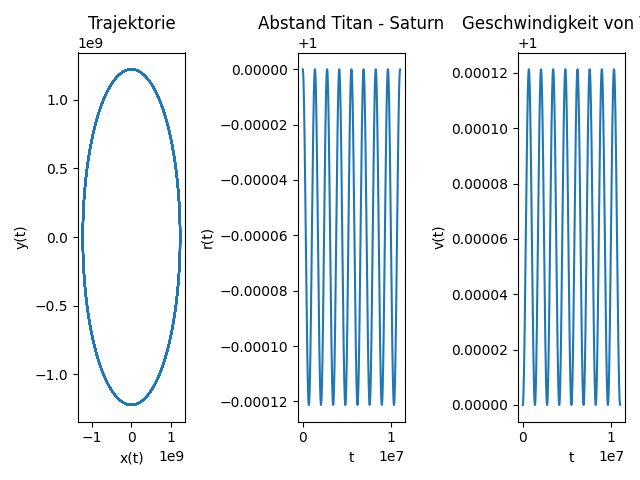 Trajektorie
Abstand Titan - Saturn
Geschwindigkeit von
1e9
+1
+1
1.0
0.5
0.0
−0.5
−1.0
y(t)
−1
0
1
x(t)
1e9
0.00000
−0.00002
−0.00004
−0.00006
−0.00008
−0.00010
−0.00012
r(t)
0
1
t
1e7
0.00012
0.00010
0.00008
0.00006
0.00004
0.00002
0.00000
v(t)
0
1
t
1e7